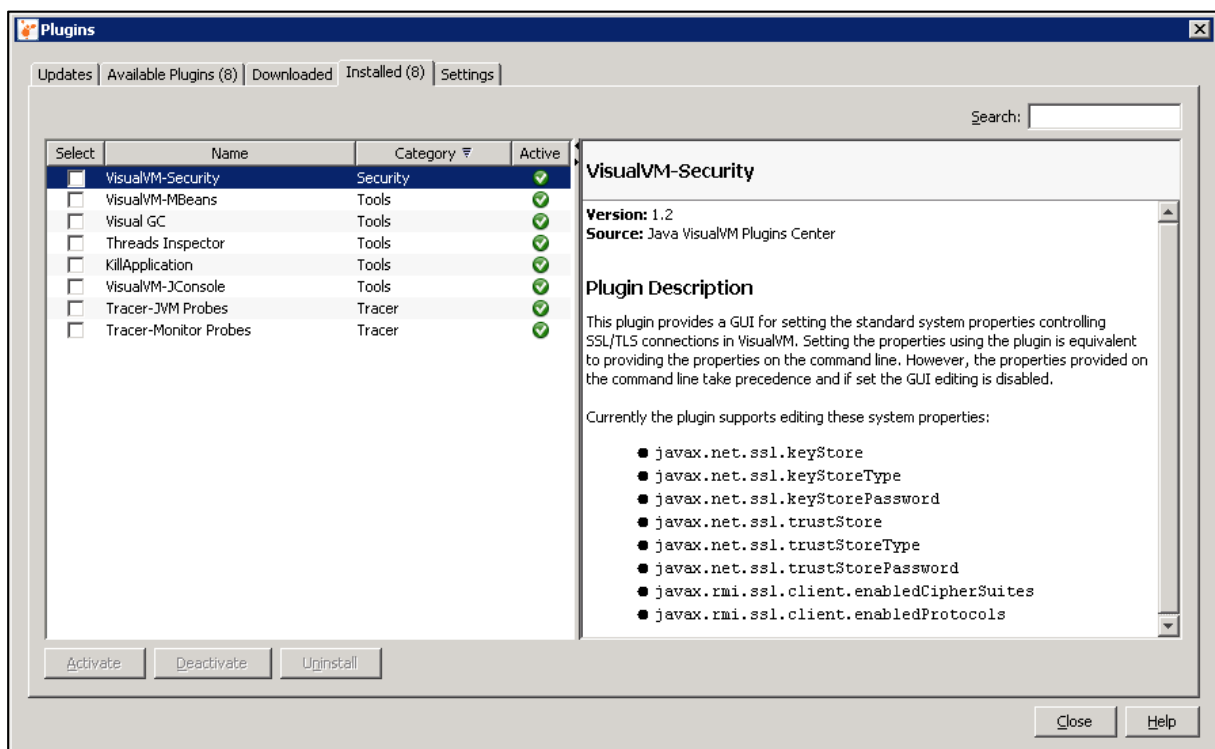 Plugins
Updates Available Plugins (8) Downloaded Installed (8) Settings
Search:
Select Name Category Active
VisualVM-Security Security
VisualVM-MBeans Tools
Visual GC Tools
Threads Inspector Tools
KillApplication Tools
VisualVM-JConsole Tools
Tracer-JVM Probes Tracer
Tracer-Monitor Probes Tracer
VisualVM-Security
Version: 1.2
Source: Java VisualVM Plugins Center
Plugin Description
This plugin provides a GUI for setting the standard system properties controlling
SSL/TLS connections in VisualVM. Setting the properties using the plugin is equivalent
to providing the properties on the command line. However, the properties provided on
the command line take precedence and if set the GUI editing is disabled.
Currently the plugin supports editing these system properties:
javax.net.ssl.keyStore
javax.net.ssl.keyStoreType
javax.net.ssl.keyStorePassword
javax.net.ssl.trustStore
javax.net.ssl.trustStoreType
javax.net.ssl.trustStorePassword
javax.rmi.ssl.client.enabledCipherSuites
javax.rmi.ssl.client.enabledProtocols
Activate Deactivate Uninstall
Close Help